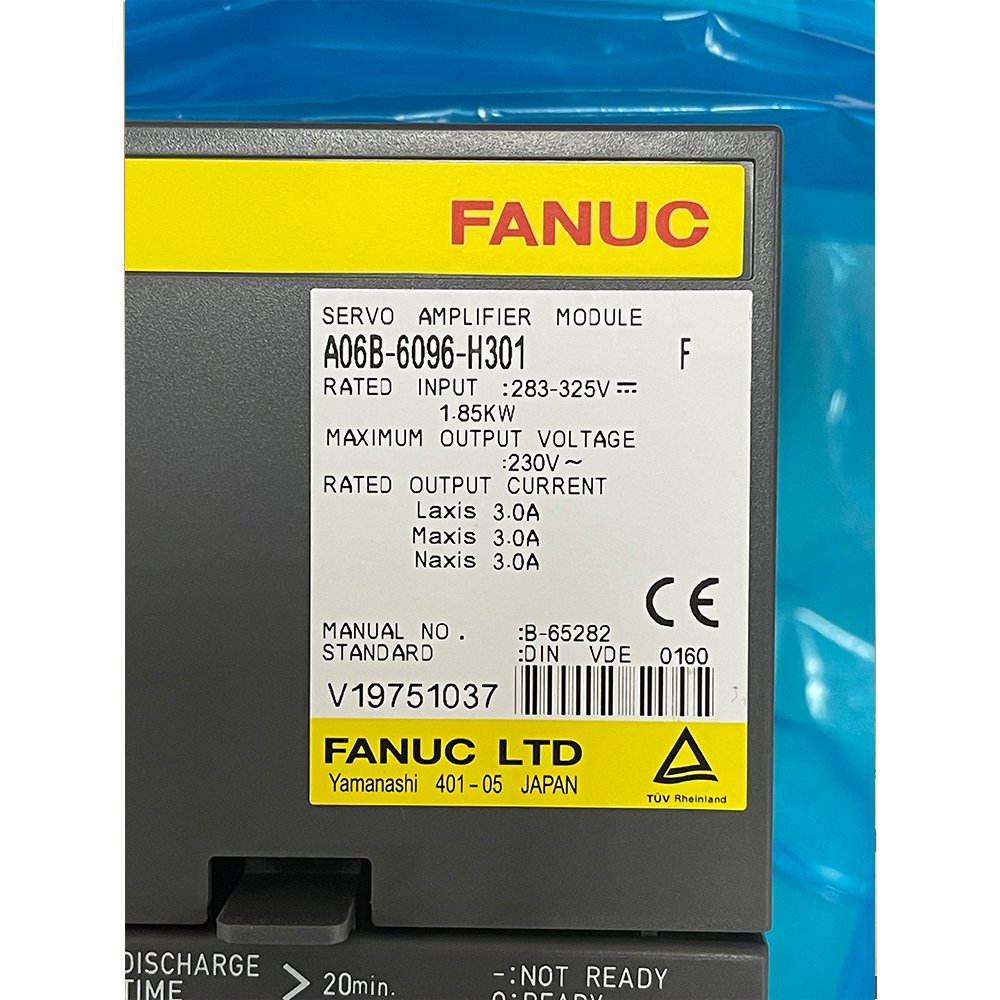 FANUC
SERVO AMPLIFIER MODULE
A06B-6096-H301 F
RATED INPUT :283-325V⎓
1.85KW
MAXIMUM OUTPUT VOLTAGE
:230V~
RATED OUTPUT CURRENT
Laxis 3.0A
Maxis 3.0A
Naxis 3.0A
CE
MANUAL NO. :B-65282
STANDARD :DIN VDE 0160
V19751037
FANUC LTD
Yamanashi 401-05 JAPAN
TÜV Rheinland
DISCHARGE
TIME > 20min.
-:NOT READY
0:READY